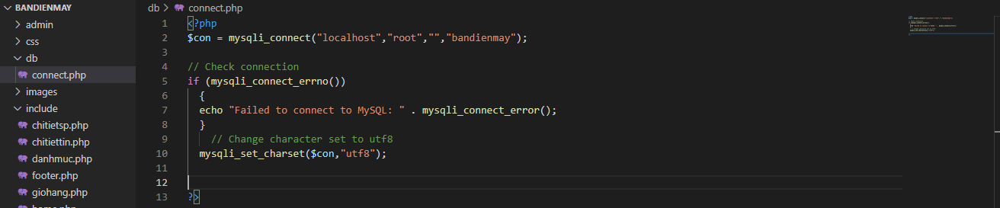 BANDIENMAY
admin
css
db
connect.php
images
include
chitietsp.php
chitiettin.php
danhmuc.php
footer.php
giohang.php
db > connect.php
1 <?php
2 $con = mysqli_connect("localhost","root","","bandienmay");
3
4 // Check connection
5 if (mysqli_connect_errno())
6 {
7 echo "Failed to connect to MySQL: " . mysqli_connect_error();
8 }
9 // Change character set to utf8
10 mysqli_set_charset($con,"utf8");
11
12
13 ?>